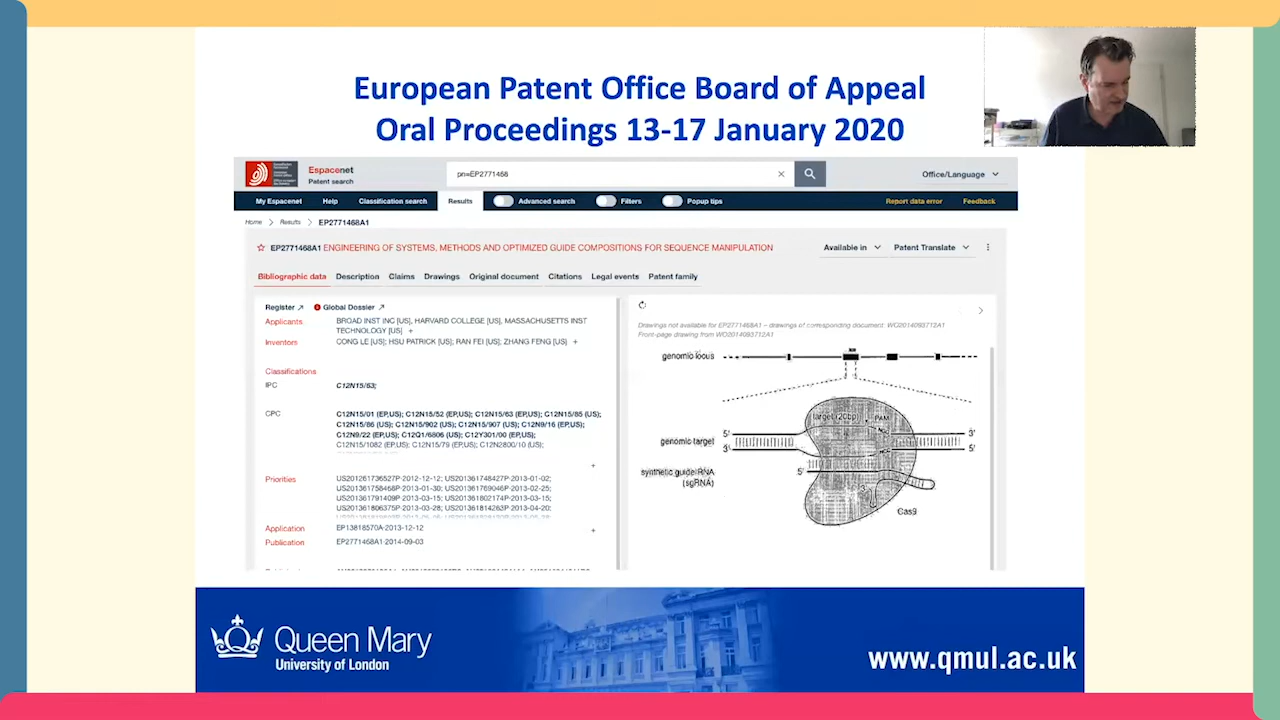 European Patent Office Board of Appeal
Oral Proceedings 13-17 January 2020
Espacenet
Patent search
pn=EP2771468
Office/Language
My Espacenet Help Classification search Results Advanced search Filters Popup tips Report data error Feedback
Home Results EP2771468A1
EP2771468A1 ENGINEERING OF SYSTEMS, METHODS AND OPTIMIZED GUIDE COMPOSITIONS FOR SEQUENCE MANIPULATION
Available in Patent Translate
Bibliographic data Description Claims Drawings Original document Citations Legal events Patent family
Register Global Dossier
Applicants BROAD INST INC [US], HARVARD COLLEGE [US], MASSACHUSETTS INST
TECHNOLOGY [US] +
Inventors CONG LE [US]; HSU PATRICK [US]; RAN FEI [US]; ZHANG FENG [US] +
Classifications
IPC C12N15/63;
CPC C12N15/01 (EP,US); C12N15/52 (EP,US); C12N15/63 (EP,US); C12N15/85 (US);
C12N15/86 (US); C12N15/902 (US); C12N15/907 (US); C12N9/16 (EP,US);
C12N9/22 (EP,US); C12Q1/6806 (US); C12Y301/00 (EP,US);
C12N15/1082 (EP,US); C12N15/79 (EP,US); C12N2800/10 (US);
Priorities US201261736527P·2012-12-12; US201361748427P·2013-01-02;
US201361758468P·2013-01-30; US201361769046P·2013-02-25;
US201361791409P·2013-03-15; US201361802174P·2013-03-15;
US201361806375P·2013-03-28; US201361814263P·2013-04-20;
Application EP13818570A·2013-12-12
Publication EP2771468A1·2014-09-03
Drawings not available for EP2771468A1 – drawings of corresponding document: WO2014093712A1
Front-page drawing from WO2014093712A1
genomic locus
target (20bp) PAM
5' 3'
genomic target
3' 5'
synthetic guide RNA
(sgRNA)
5'
3'
Cas9
Queen Mary
University of London
www.qmul.ac.uk